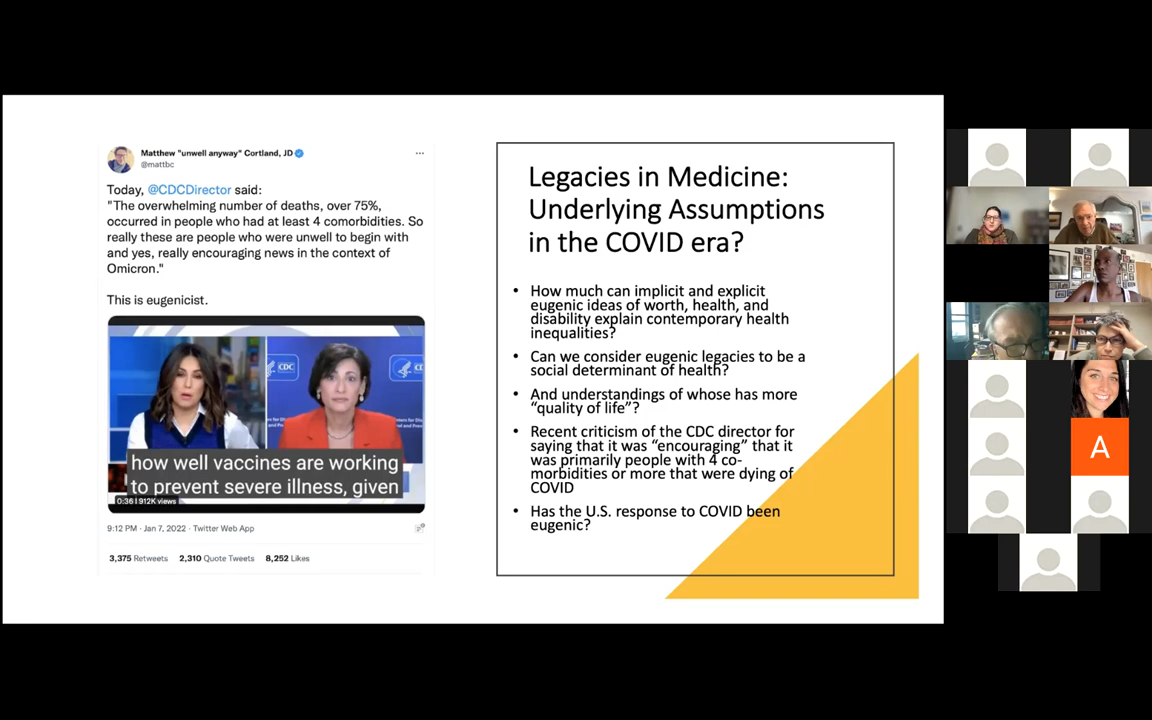 Matthew "unwell anyway" Cortland, JD
@mattbc
Today, @CDCDirector said:
"The overwhelming number of deaths, over 75%,
occurred in people who had at least 4 comorbidities. So
really these are people who were unwell to begin with
and yes, really encouraging news in the context of
Omicron."
This is eugenicist.
CDC
how well vaccines are working
to prevent severe illness, given
0:36 | 912K views
9:12 PM · Jan 7, 2022 · Twitter Web App
3,375 Retweets 2,310 Quote Tweets 8,252 Likes
Legacies in Medicine:
Underlying Assumptions
in the COVID era?
• How much can implicit and explicit
eugenic ideas of worth, health, and
disability explain contemporary health
inequalities?
• Can we consider eugenic legacies to be a
social determinant of health?
• And understandings of whose has more
“quality of life”?
• Recent criticism of the CDC director for
saying that it was “encouraging” that it
was primarily people with 4 co-
morbidities or more that were dying of
COVID
• Has the U.S. response to COVID been
eugenic?
A